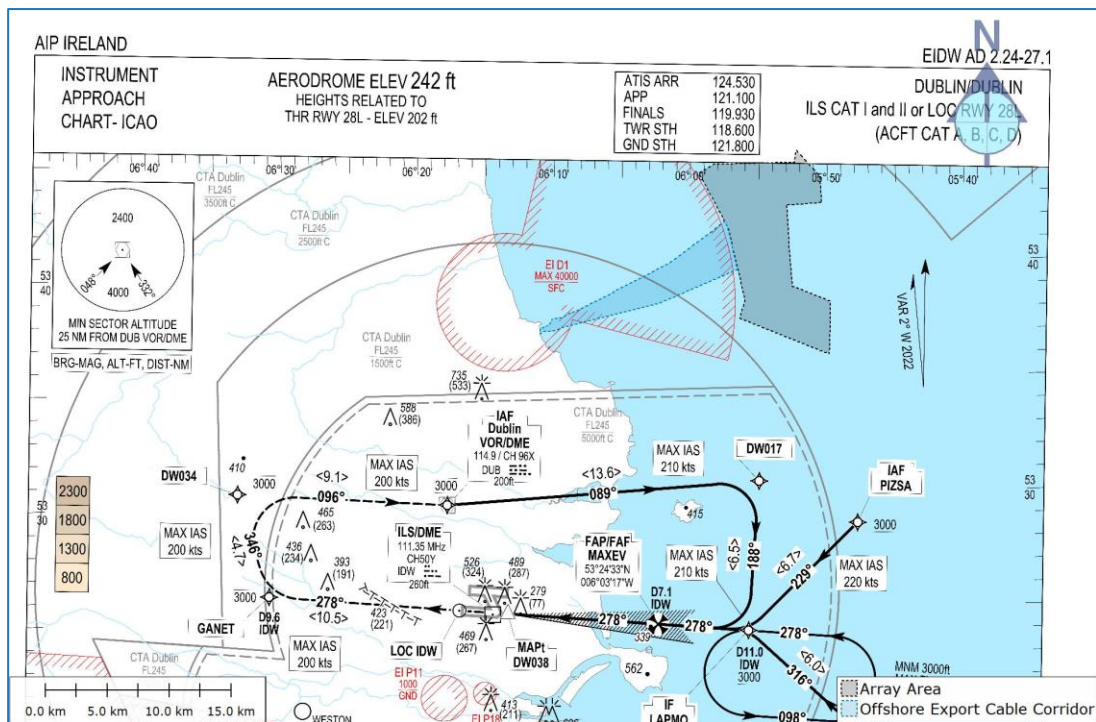 AIP IRELAND
EIDW AD 2.24-27.1
N
INSTRUMENT
APPROACH
CHART- ICAO
AERODROME ELEV 242 ft
HEIGHTS RELATED TO
THR RWY 28L - ELEV 202 ft
ATIS ARR 124.530
APP 121.100
FINALS 119.930
TWR STH 118.600
GND STH 121.800
DUBLIN/DUBLIN
ILS CAT I and II or LOC RWY 28L
(ACFT CAT A, B, C, D)
06°40'
06°30'
06°20'
06°10'
06°00'
05°50'
05°40'
CTA Dublin
FL245
3500ft C
CTA Dublin
FL245
2500ft C
2400
048°
332°
4000
MIN SECTOR ALTITUDE
25 NM FROM DUB VOR/DME
BRG-MAG, ALT-FT, DIST-NM
53
40
EI D1
MAX 40000
SFC
53
40
VAR 2° W 2022
CTA Dublin
FL245
1500ft C
735
(533)
588
(386)
IAF
Dublin
VOR/DME
114.9 / CH 96X
DUB
200ft
CTA Dublin
FL245
5000ft C
DW034
410
3000
<9.1>
096°
MAX IAS
200 kts
3000
<13.6>
089°
MAX IAS
210 kts
DW017
IAF
PIZSA
3000
53
30
53
30
2300
1800
1300
800
MAX IAS
200 kts
346°
<4.7>
465
(263)
436
(234)
393
(191)
ILS/DME
111.35 MHz
CH50Y
IDW
260ft
526
(324)
489
(287)
279
(77)
415
FAP/FAF
MAXEV
53°24'33"N
006°03'17"W
MAX IAS
210 kts
<6.5>
188°
<6.7>
229°
MAX IAS
220 kts
3000
D9.6
IDW
GANET
278°
<10.5>
423
(221)
MAX IAS
200 kts
469
(267)
LOC IDW
MAPt
DW038
278°
D7.1
IDW
278°
339
562
D11.0
IDW
3000
278°
<6.0>
316°
MNM 3000ft
IF
LAPMO
098°
CTA Dublin
FL245
EI P11
1000
GND
EI P18
413
(211)
WESTON
0.0 km 5.0 km 10.0 km 15.0 km
Array Area
Offshore Export Cable Corridor